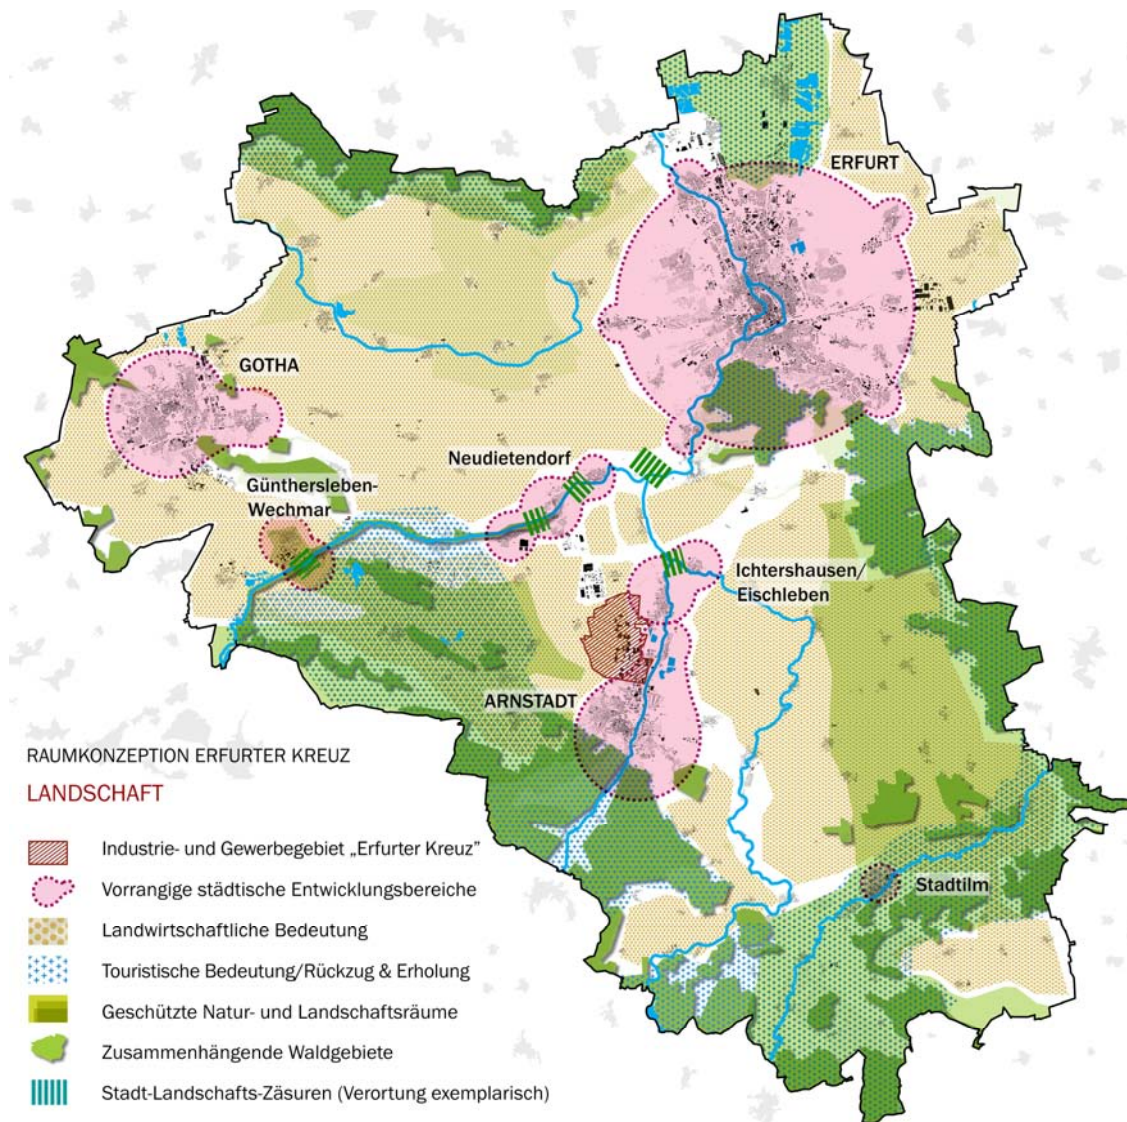 ERFURT
GOTHA
Neudietendorf
Günthersleben-
Wechmar
Ichtershausen/
Eischleben
ARNSTADT
Stadtilm
RAUMKONZEPTION ERFURTER KREUZ
LANDSCHAFT
Industrie- und Gewerbegebiet „Erfurter Kreuz”
Vorrangige städtische Entwicklungsbereiche
Landwirtschaftliche Bedeutung
Touristische Bedeutung/Rückzug & Erholung
Geschützte Natur- und Landschaftsräume
Zusammenhängende Waldgebiete
Stadt-Landschafts-Zäsuren (Verortung exemplarisch)